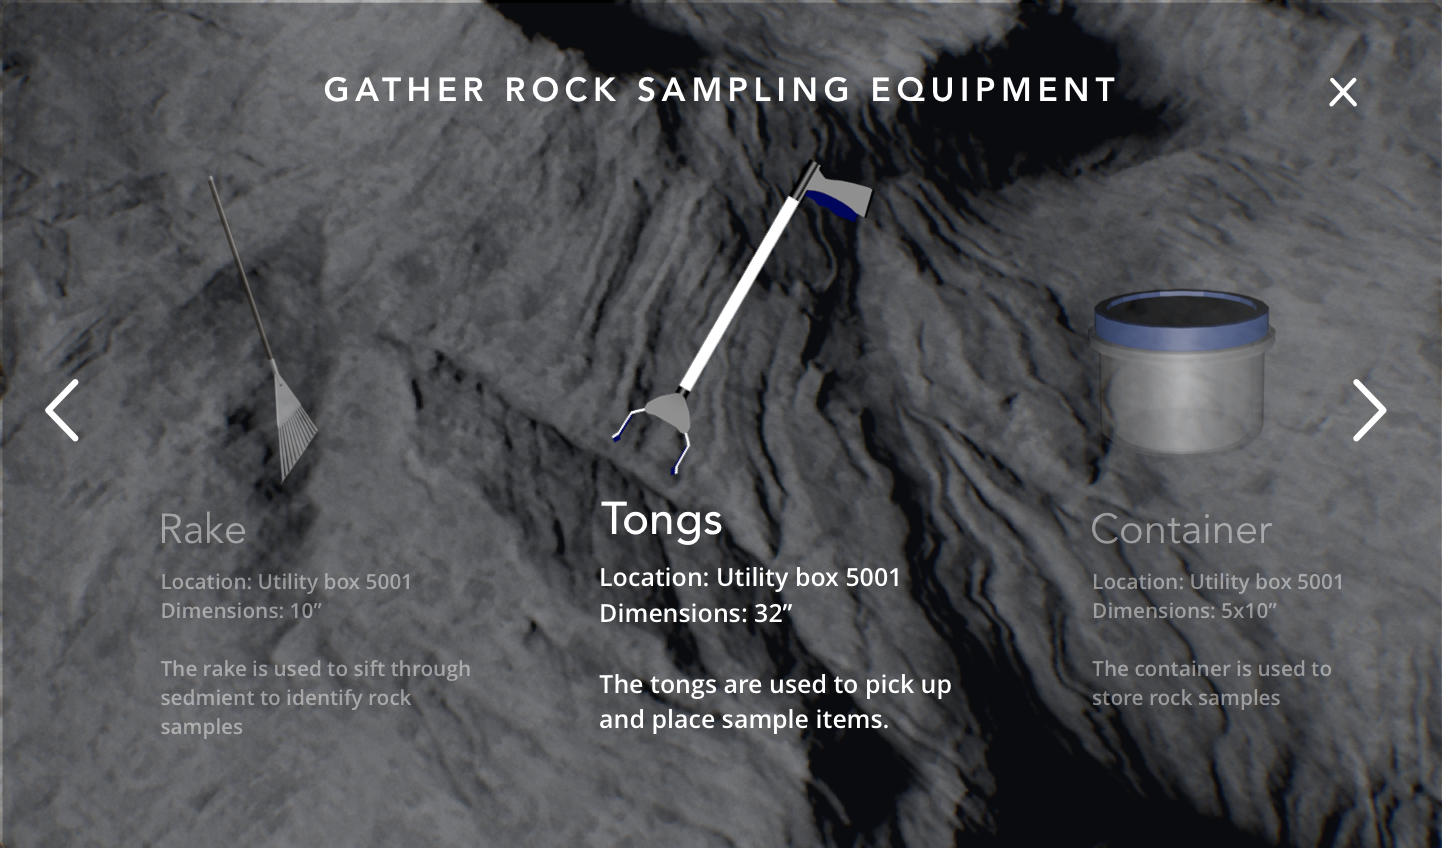 GATHER ROCK SAMPLING EQUIPMENT
Rake
Location: Utility box 5001
Dimensions: 10”
The rake is used to sift through
sedmient to identify rock
samples
Tongs
Location: Utility box 5001
Dimensions: 32”
The tongs are used to pick up
and place sample items.
Container
Location: Utility box 5001
Dimensions: 5x10”
The container is used to
store rock samples